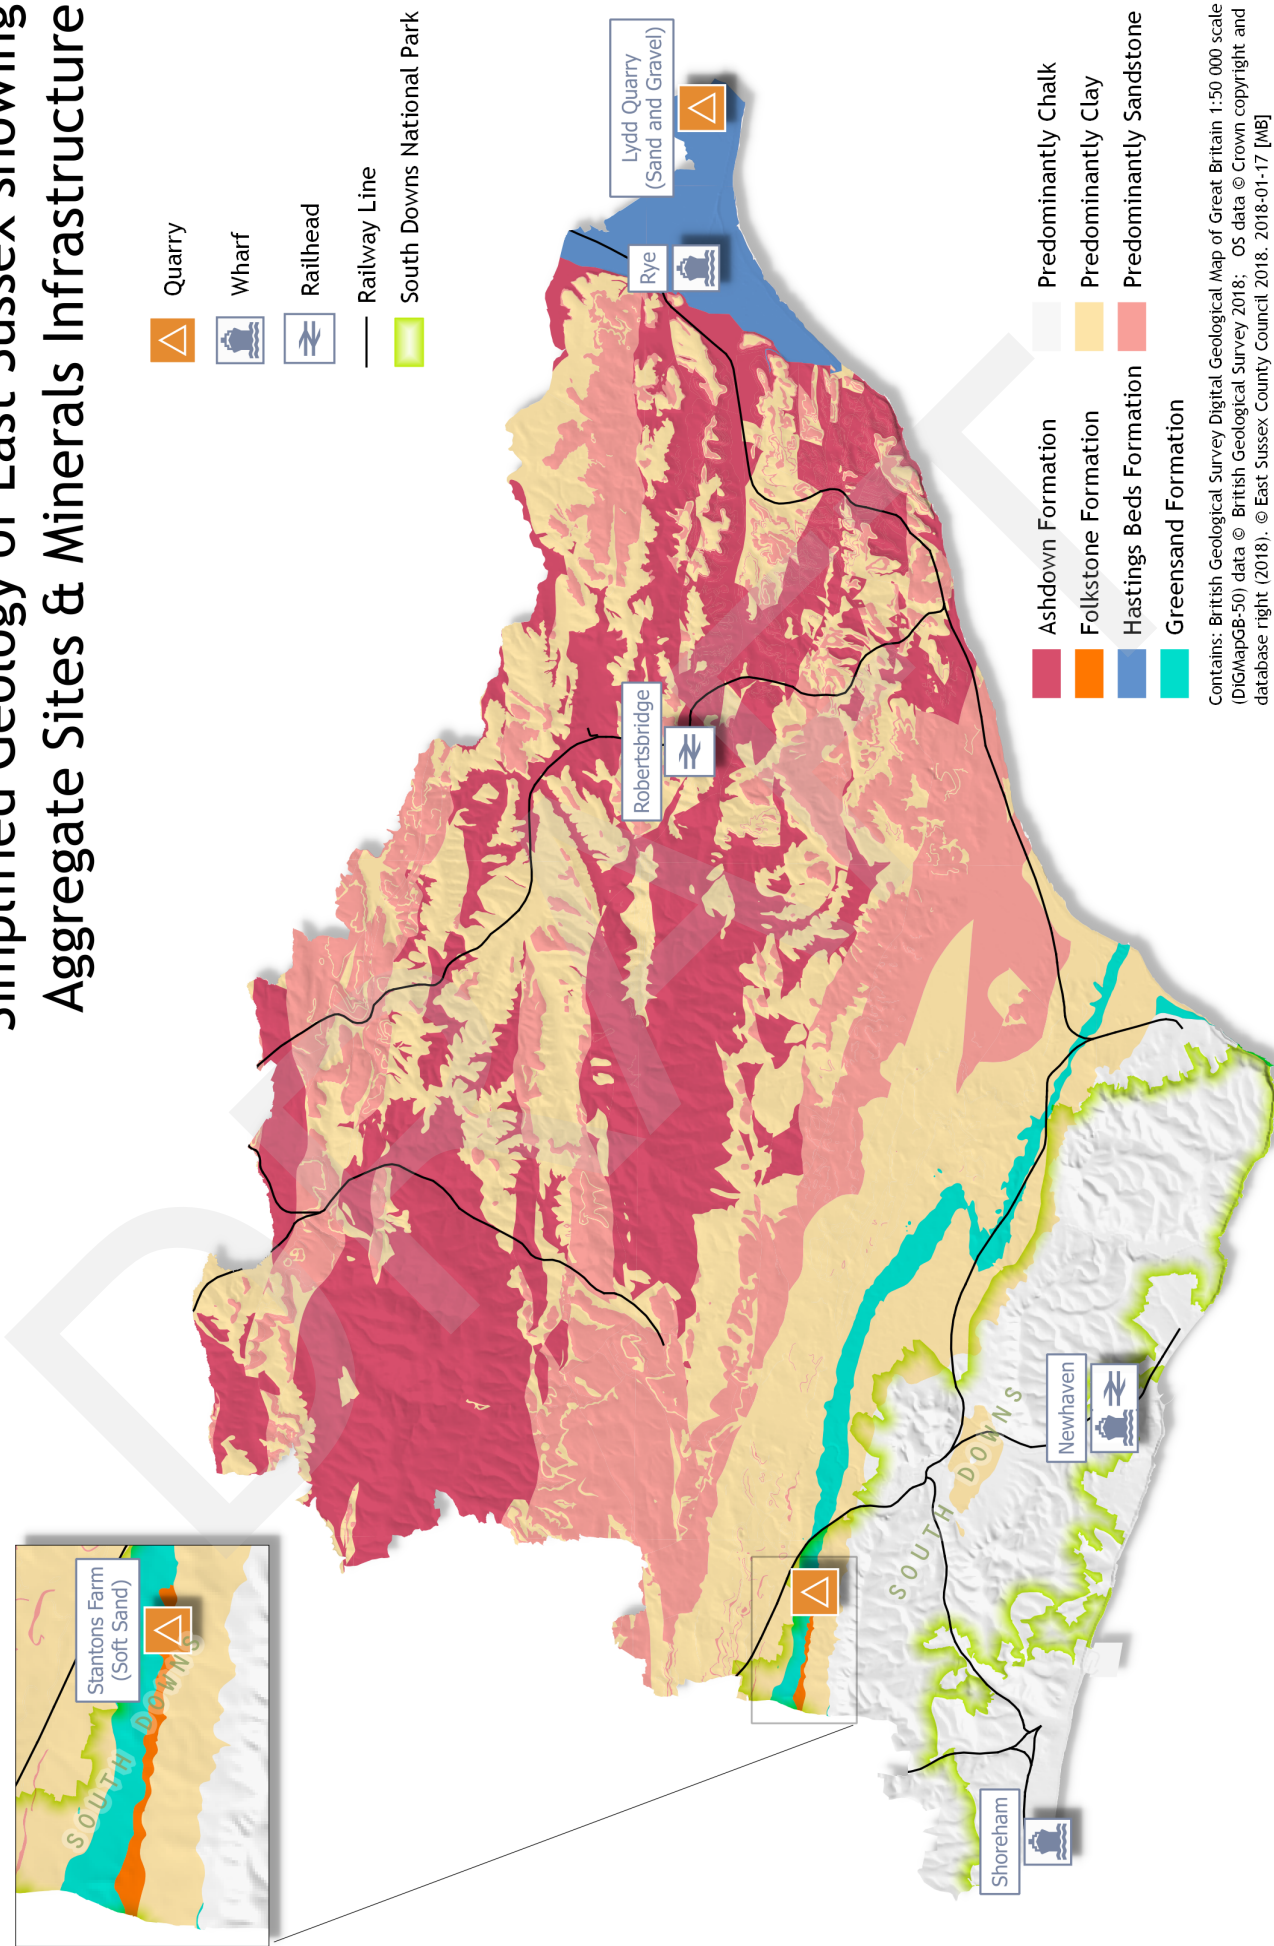 Simplified Geology of East Sussex showing
Aggregate Sites & Minerals Infrastructure
Quarry
Wharf
Railhead
Railway Line
South Downs National Park
Stantons Farm
(Soft Sand)
SOUTH DOWNS
Lydd Quarry
(Sand and Gravel)
Rye
Robertsbridge
Newhaven
SOUTH DOWNS
Shoreham
DRAFT
Ashdown Formation
Folkstone Formation
Hastings Beds Formation
Greensand Formation
Predominantly Chalk
Predominantly Clay
Predominantly Sandstone
Contains: British Geological Survey Digital Geological Map of Great Britain 1:50 000 scale
(DiGMapGB-50) data © British Geological Survey 2018; OS data © Crown copyright and
database right (2018). © East Sussex County Council 2018. 2018-01-17 [MB]